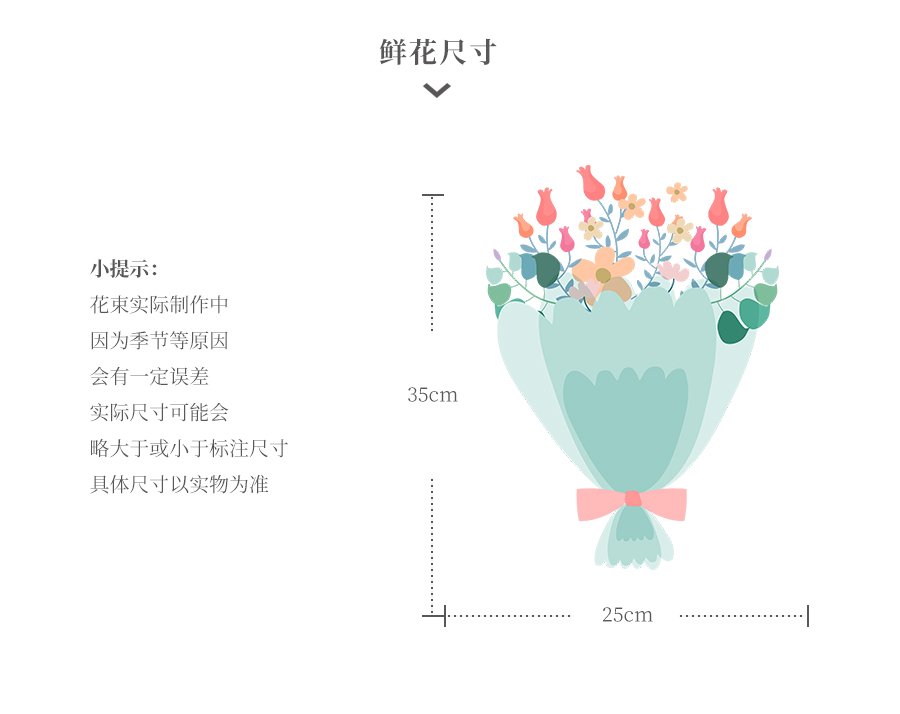 鲜花尺寸
小提示：
花束实际制作中
因为季节等原因
会有一定误差
实际尺寸可能会
略大于或小于标注尺寸
具体尺寸以实物为准
35cm
25cm